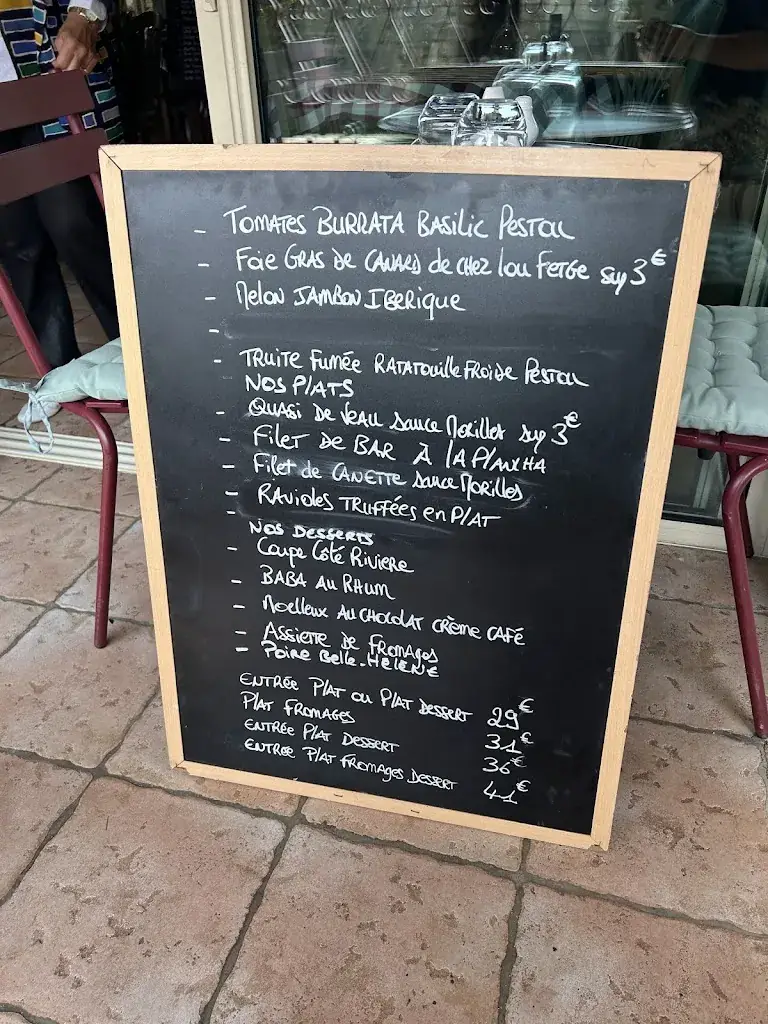 - TOMATES BURRATA BASILIC PESTOU
- FOIE GRAS DE CANARD de CHEZ LOU FERGE sup 3€
- MELON JAMBON IBERIQUE
-
- TRUITE FUMÉE RATATOUILLE FROIDE PESTOU
NOS PLATS
- QUASI DE VEAU SAUCE MORILLES sup 3€
- FILET DE BAR À LA PLANCHA
- FILET de CANETTE SAUCE MORILLES
- RAVIOLES TRUFFÉES en PLAT
-
NOS DESSERTS
- COUPE CÔTÉ RIVIERE
- BABA AU RHUM
- MOELLEUX AU CHOCOLAT CRÈME CAFÉ
- ASSIETTE DE FROMAGES
- POIRE BELLE-HELENE
ENTRÉE PLAT OU PLAT DESSERT 29€
PLAT FROMAGES 31€
ENTRÉE PLAT DESSERT 36€
ENTREE PLAT FROMAGES DESSERT 41€